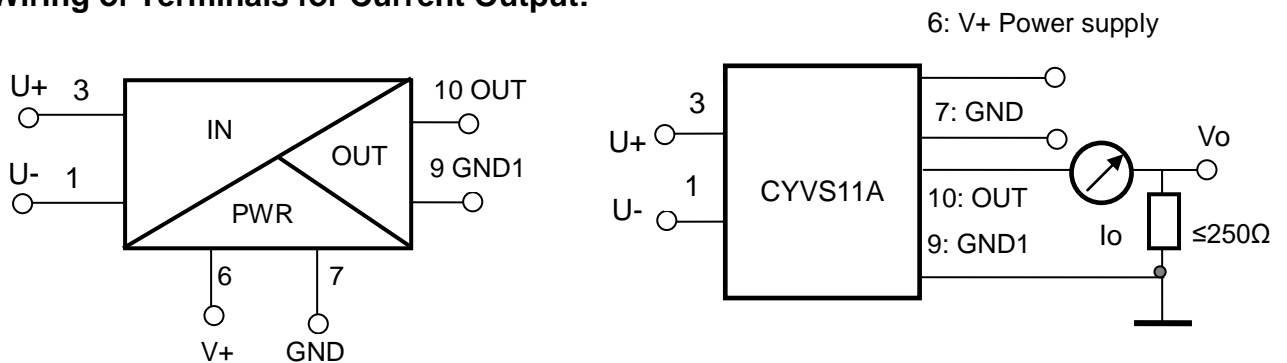 Wiring of Terminals for Current Output:
6: V+ Power supply
U+ 3
10 OUT
IN
OUT
U- 1
9 GND1
PWR
6
7
V+
GND
3
U+
7: GND
Vo
1
U-
CYVS11A
10: OUT
9: GND1
Io
≤250Ω